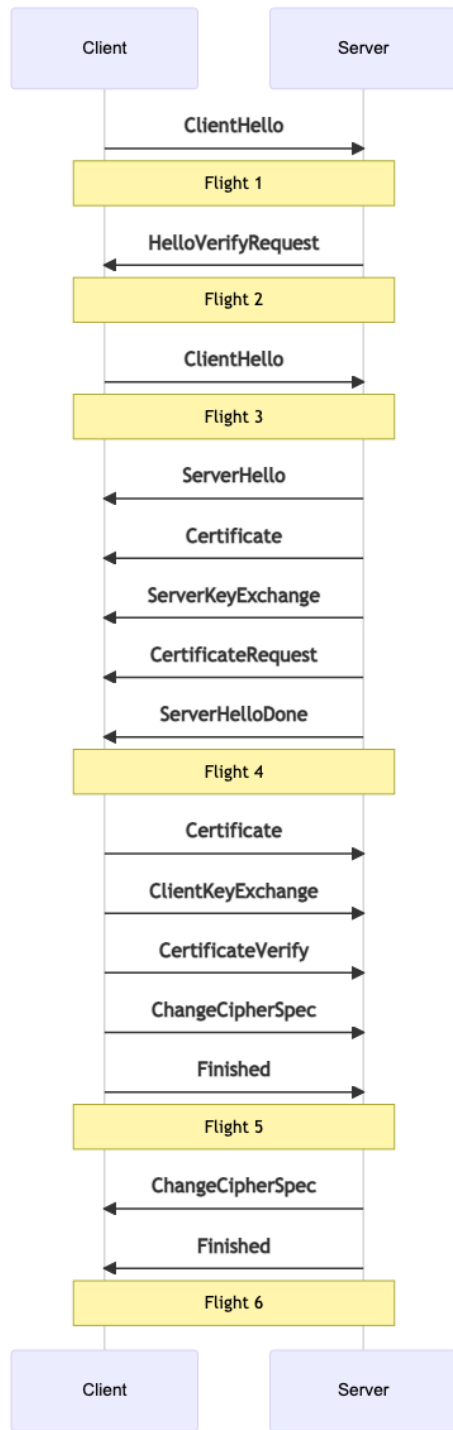 Client
Server
ClientHello
Flight 1
HelloVerifyRequest
Flight 2
ClientHello
Flight 3
ServerHello
Certificate
ServerKeyExchange
CertificateRequest
ServerHelloDone
Flight 4
Certificate
ClientKeyExchange
CertificateVerify
ChangeCipherSpec
Finished
Flight 5
ChangeCipherSpec
Finished
Flight 6
Client
Server